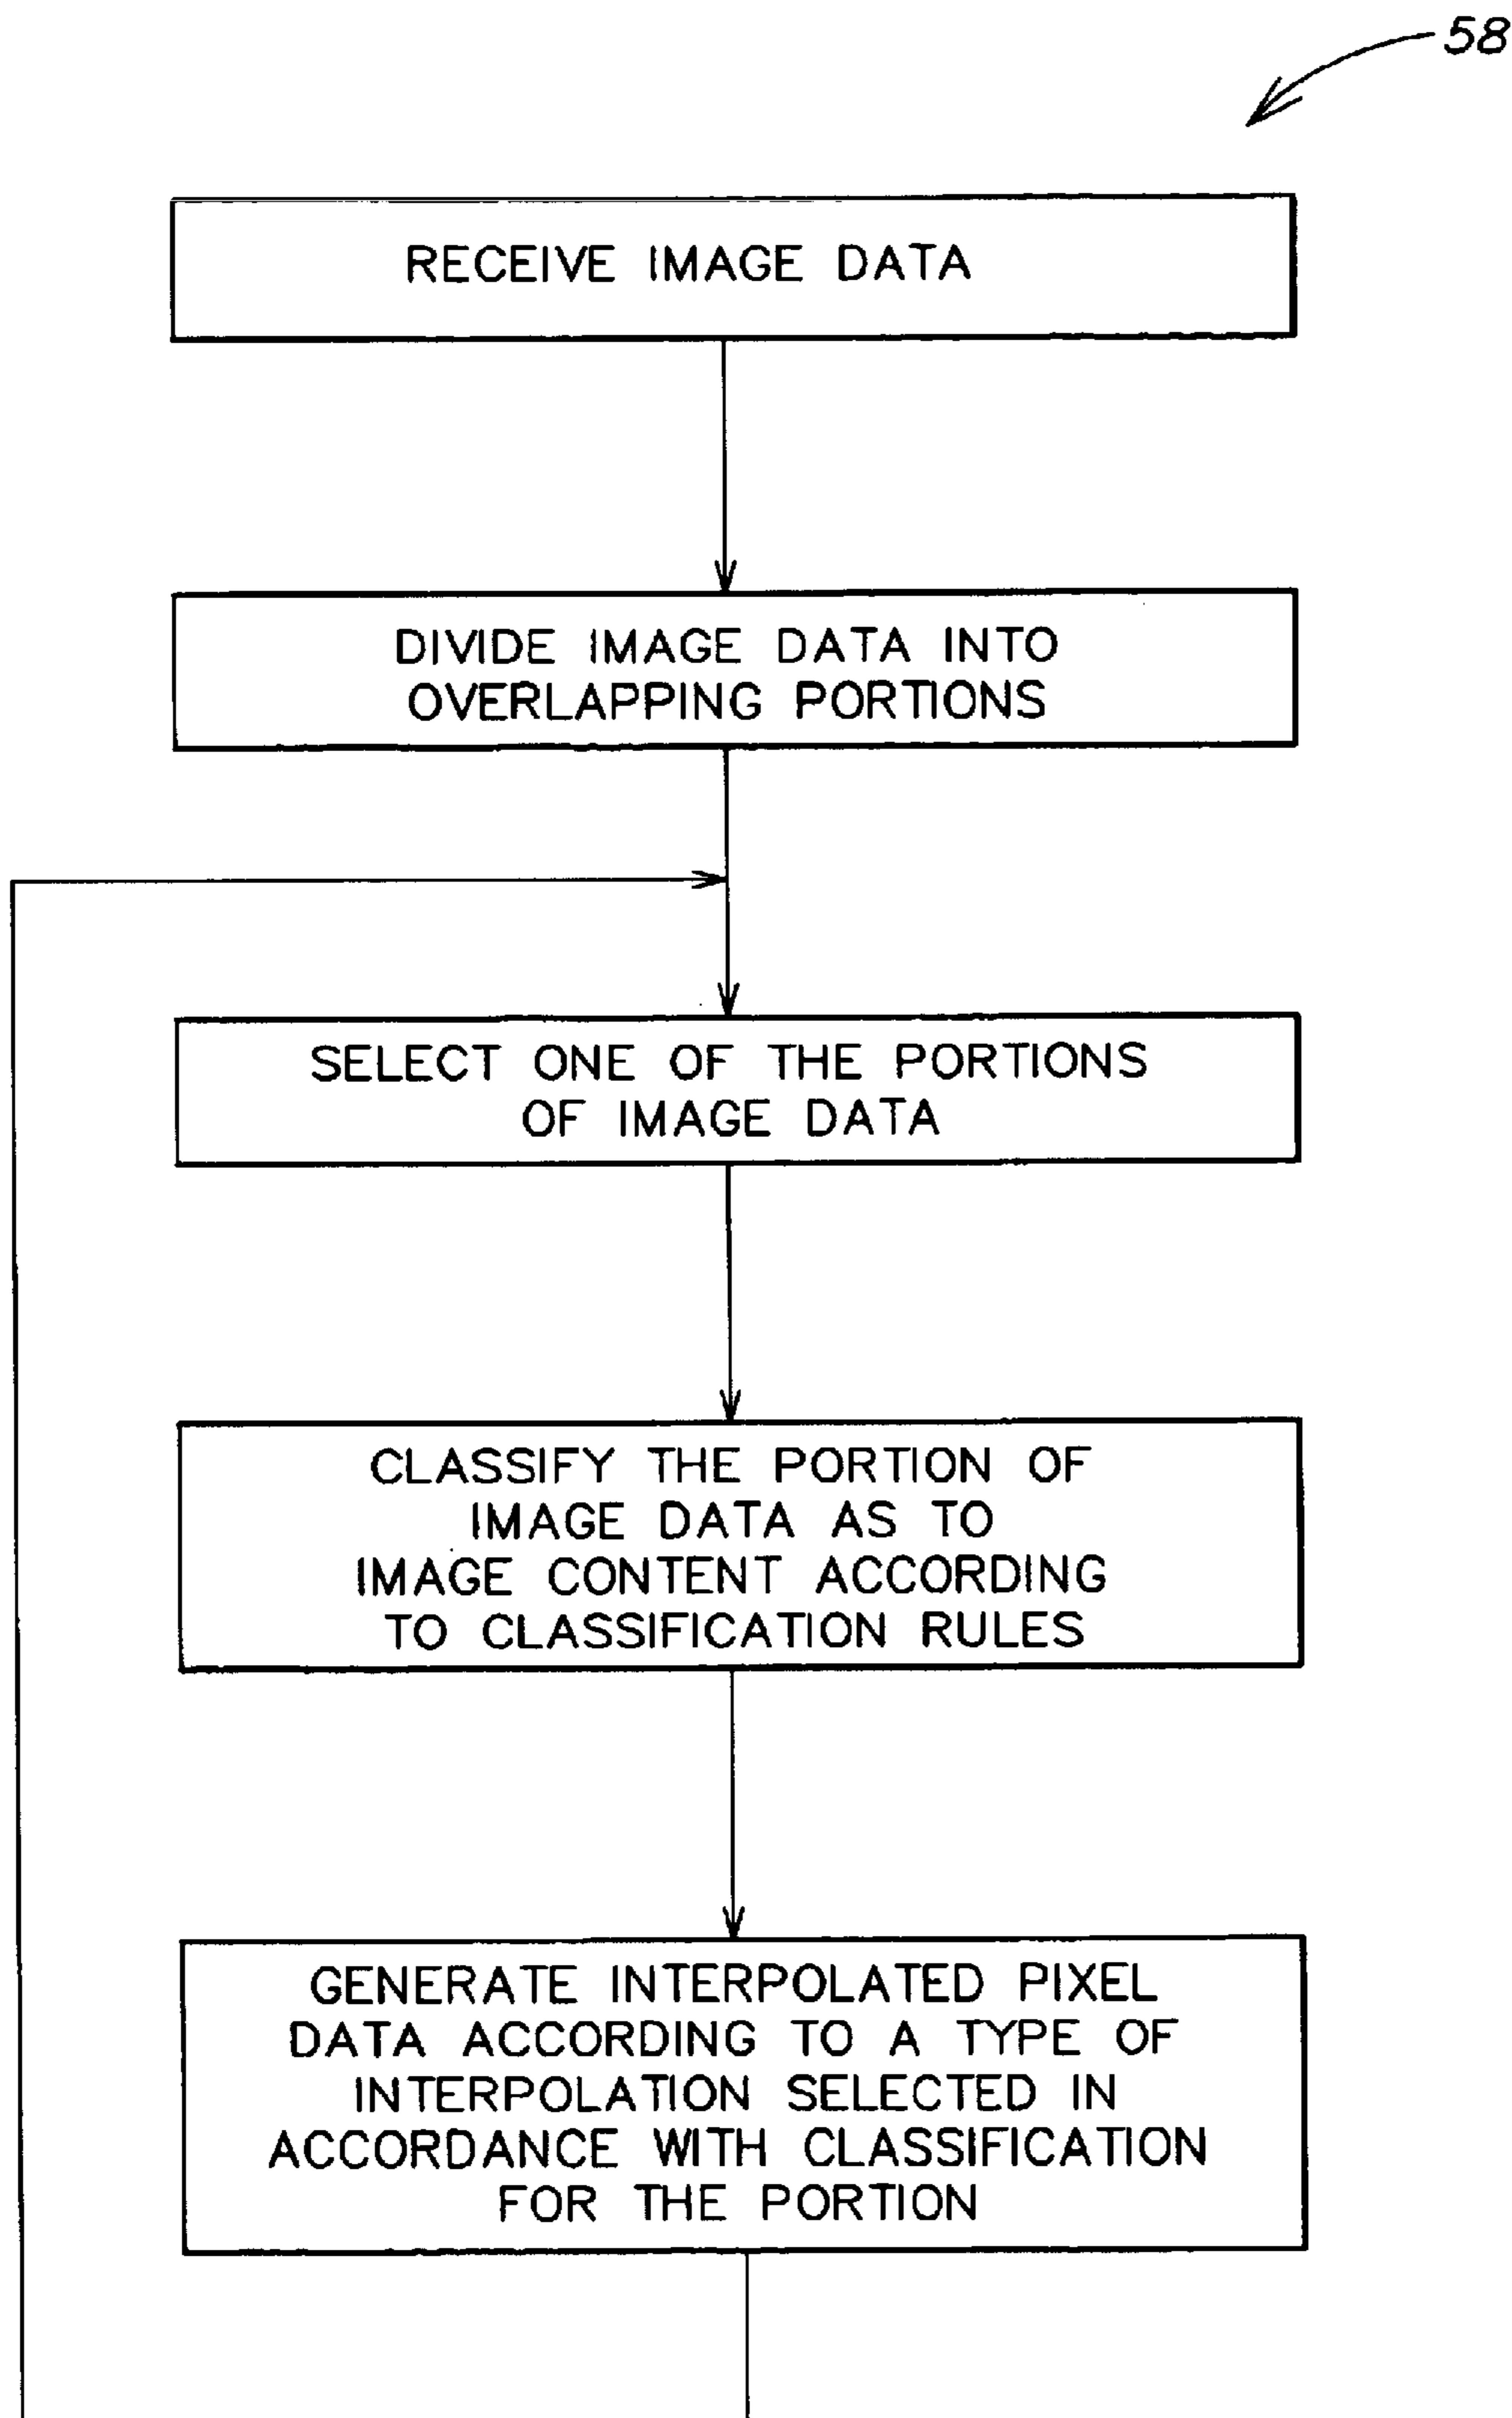 58
RECEIVE IMAGE DATA
DIVIDE IMAGE DATA INTO
OVERLAPPING PORTIONS
SELECT ONE OF THE PORTIONS
OF IMAGE DATA
CLASSIFY THE PORTION OF
IMAGE DATA AS TO
IMAGE CONTENT ACCORDING
TO CLASSIFICATION RULES
GENERATE INTERPOLATED PIXEL
DATA ACCORDING TO A TYPE OF
INTERPOLATION SELECTED IN
ACCORDANCE WITH CLASSIFICATION
FOR THE PORTION